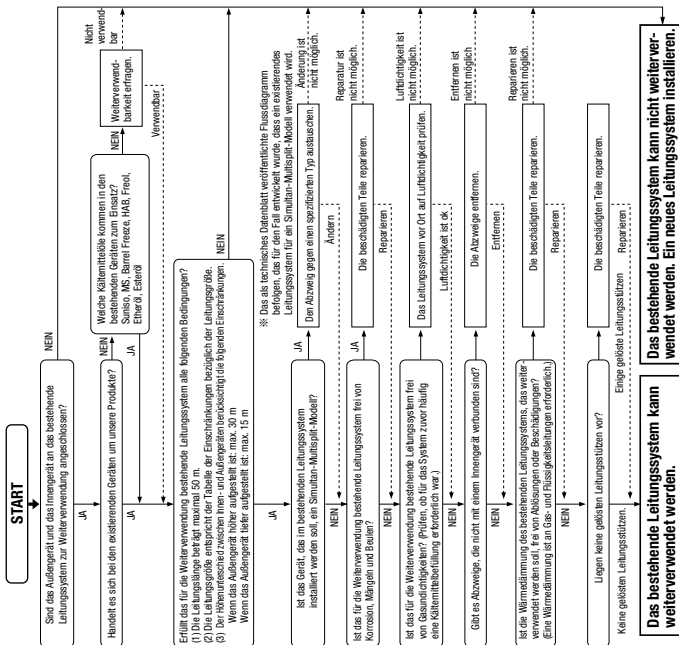 START
Sind das Außengerät und das Innengerät an das bestehende
Leitungssystem zur Weiterverwendung angeschlossen?
NEIN
JA
Handelt es sich bei den existierenden Geräten um unsere Produkte?
NEIN
Welche Kältemittelöle kommen in den
bestehenden Geräten zum Einsatz?
Suniso, MS, Barrel Freeze, HAB, Freol,
Etheröl, Esteröl
NEIN
Weiterverwend-
barkeit erfragen.
Nicht
verwend-
bar
JA
JA
Verwendbar
Erfüllt das für die Weiterverwendung bestehende Leitungssystem alle folgenden Bedingungen?
(1) Die Leitungslänge beträgt maximal 50 m.
(2) Die Leitungsgröße entspricht der Tabelle der Einschränkungen bezüglich der Leitungsgröße.
(3) Der Höhenunterschied zwischen Innen- und Außengeräten berücksichtigt die folgenden Einschränkungen.
Wenn das Außengerät höher aufgestellt ist: max. 30 m
Wenn das Außengerät tiefer aufgestellt ist: max. 15 m
NEIN
JA
※ Das als technisches Datenblatt veröffentlichte Flussdiagramm
befolgen, das für den Fall entwickelt wurde, dass ein existierendes
Leitungssystem für ein Simultan-Multisplit-Modell verwendet wird.
Ist das Gerät, das im bestehenden Leitungssystem
installiert werden soll, ein Simultan-Multisplit-Modell?
JA
Den Abzweig gegen einen spezifizierten Typ austauschen.
Änderung ist
nicht möglich.
NEIN
Ändern
Ist das für die Weiterverwendung bestehende Leitungssystem frei von
Korrosion, Mängeln und Beulen?
JA
Die beschädigten Teile reparieren.
Reparatur ist
nicht möglich.
NEIN
Reparieren
Ist das für die Weiterverwendung bestehende Leitungssystem frei
von Gasundichtigkeiten? (Prüfen, ob für das System zuvor häufig
eine Kältemittelbefüllung erforderlich war.)
Das Leitungssystem vor Ort auf Luftdichtigkeit prüfen.
Luftdichtigkeit ist
nicht möglich.
NEIN
Luftdichtigkeit ist ok
Gibt es Abzweige, die nicht mit einem Innengerät verbunden sind?
Die Abzweige entfernen.
Entfernen ist
nicht möglich
NEIN
Entfernen
Ist die Wärmedämmung des bestehenden Leitungssystems, das weiter-
verwendet werden soll, frei von Ablösungen oder Beschädigungen?
(Eine Wärmedämmung ist an Gas- und Flüssigkeitsleitungen erforderlich.)
Die beschädigten Teile reparieren.
Reparieren ist
nicht möglich.
NEIN
Reparieren
Liegen keine gelösten Leitungsstützen vor?
Die beschädigten Teile reparieren.
Keine gelösten Leitungsstützen.
Einige gelöste Leitungsstützen
Reparieren
Das bestehende Leitungssystem kann
weiterverwendet werden.
Das bestehende Leitungssystem kann nicht weiterver-
wendet werden. Ein neues Leitungssystem installieren.